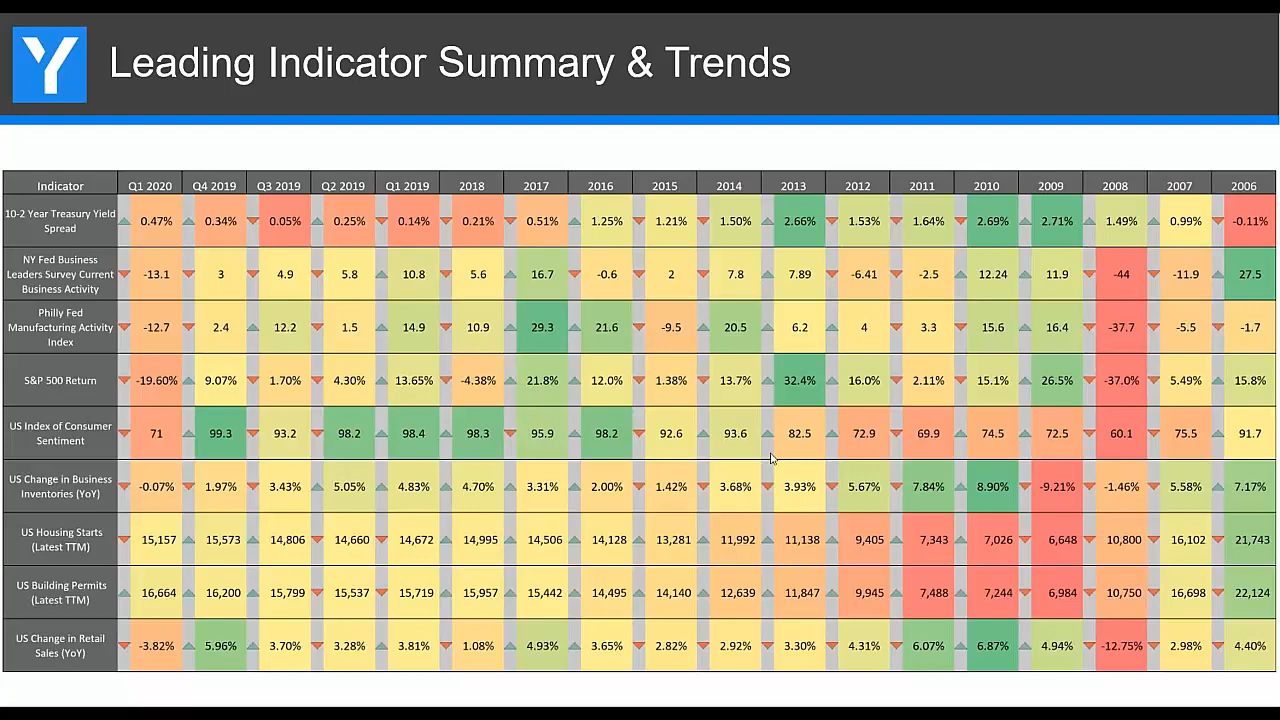 Y Leading Indicator Summary & Trends
Indicator Q1 2020 Q4 2019 Q3 2019 Q2 2019 Q1 2019 2018 2017 2016 2015 2014 2013 2012 2011 2010 2009 2008 2007 2006
10-2 Year Treasury Yield
Spread
0.47% 0.34% 0.05% 0.25% 0.14% 0.21% 0.51% 1.25% 1.21% 1.50% 2.66% 1.53% 1.64% 2.69% 2.71% 1.49% 0.99% -0.11%
NY Fed Business
Leaders Survey Current
Business Activity
-13.1 3 4.9 5.8 10.8 5.6 16.7 -0.6 2 7.8 7.89 -6.41 -2.5 12.24 11.9 -44 -11.9 27.5
Philly Fed
Manufacturing Activity
Index
-12.7 2.4 12.2 1.5 14.9 10.9 29.3 21.6 -9.5 20.5 6.2 4 3.3 15.6 16.4 -37.7 -5.5 -1.7
S&P 500 Return -19.60% 9.07% 1.70% 4.30% 13.65% -4.38% 21.8% 12.0% 1.38% 13.7% 32.4% 16.0% 2.11% 15.1% 26.5% -37.0% 5.49% 15.8%
US Index of Consumer
Sentiment
71 99.3 93.2 98.2 98.4 98.3 95.9 98.2 92.6 93.6 82.5 72.9 69.9 74.5 72.5 60.1 75.5 91.7
US Change in Business
Inventories (YoY)
-0.07% 1.97% 3.43% 5.05% 4.83% 4.70% 3.31% 2.00% 1.42% 3.68% 3.93% 5.67% 7.84% 8.90% -9.21% -1.46% 5.58% 7.17%
US Housing Starts
(Latest TTM)
15,157 15,573 14,806 14,660 14,672 14,995 14,506 14,128 13,281 11,992 11,138 9,405 7,343 7,026 6,648 10,800 16,102 21,743
US Building Permits
(Latest TTM)
16,664 16,200 15,799 15,537 15,719 15,957 15,442 14,495 14,140 12,639 11,847 9,945 7,488 7,244 6,984 10,750 16,698 22,124
US Change in Retail
Sales (YoY)
-3.82% 5.96% 3.70% 3.28% 3.81% 1.08% 4.93% 3.65% 2.82% 2.92% 3.30% 4.31% 6.07% 6.87% 4.94% -12.75% 2.98% 4.40%